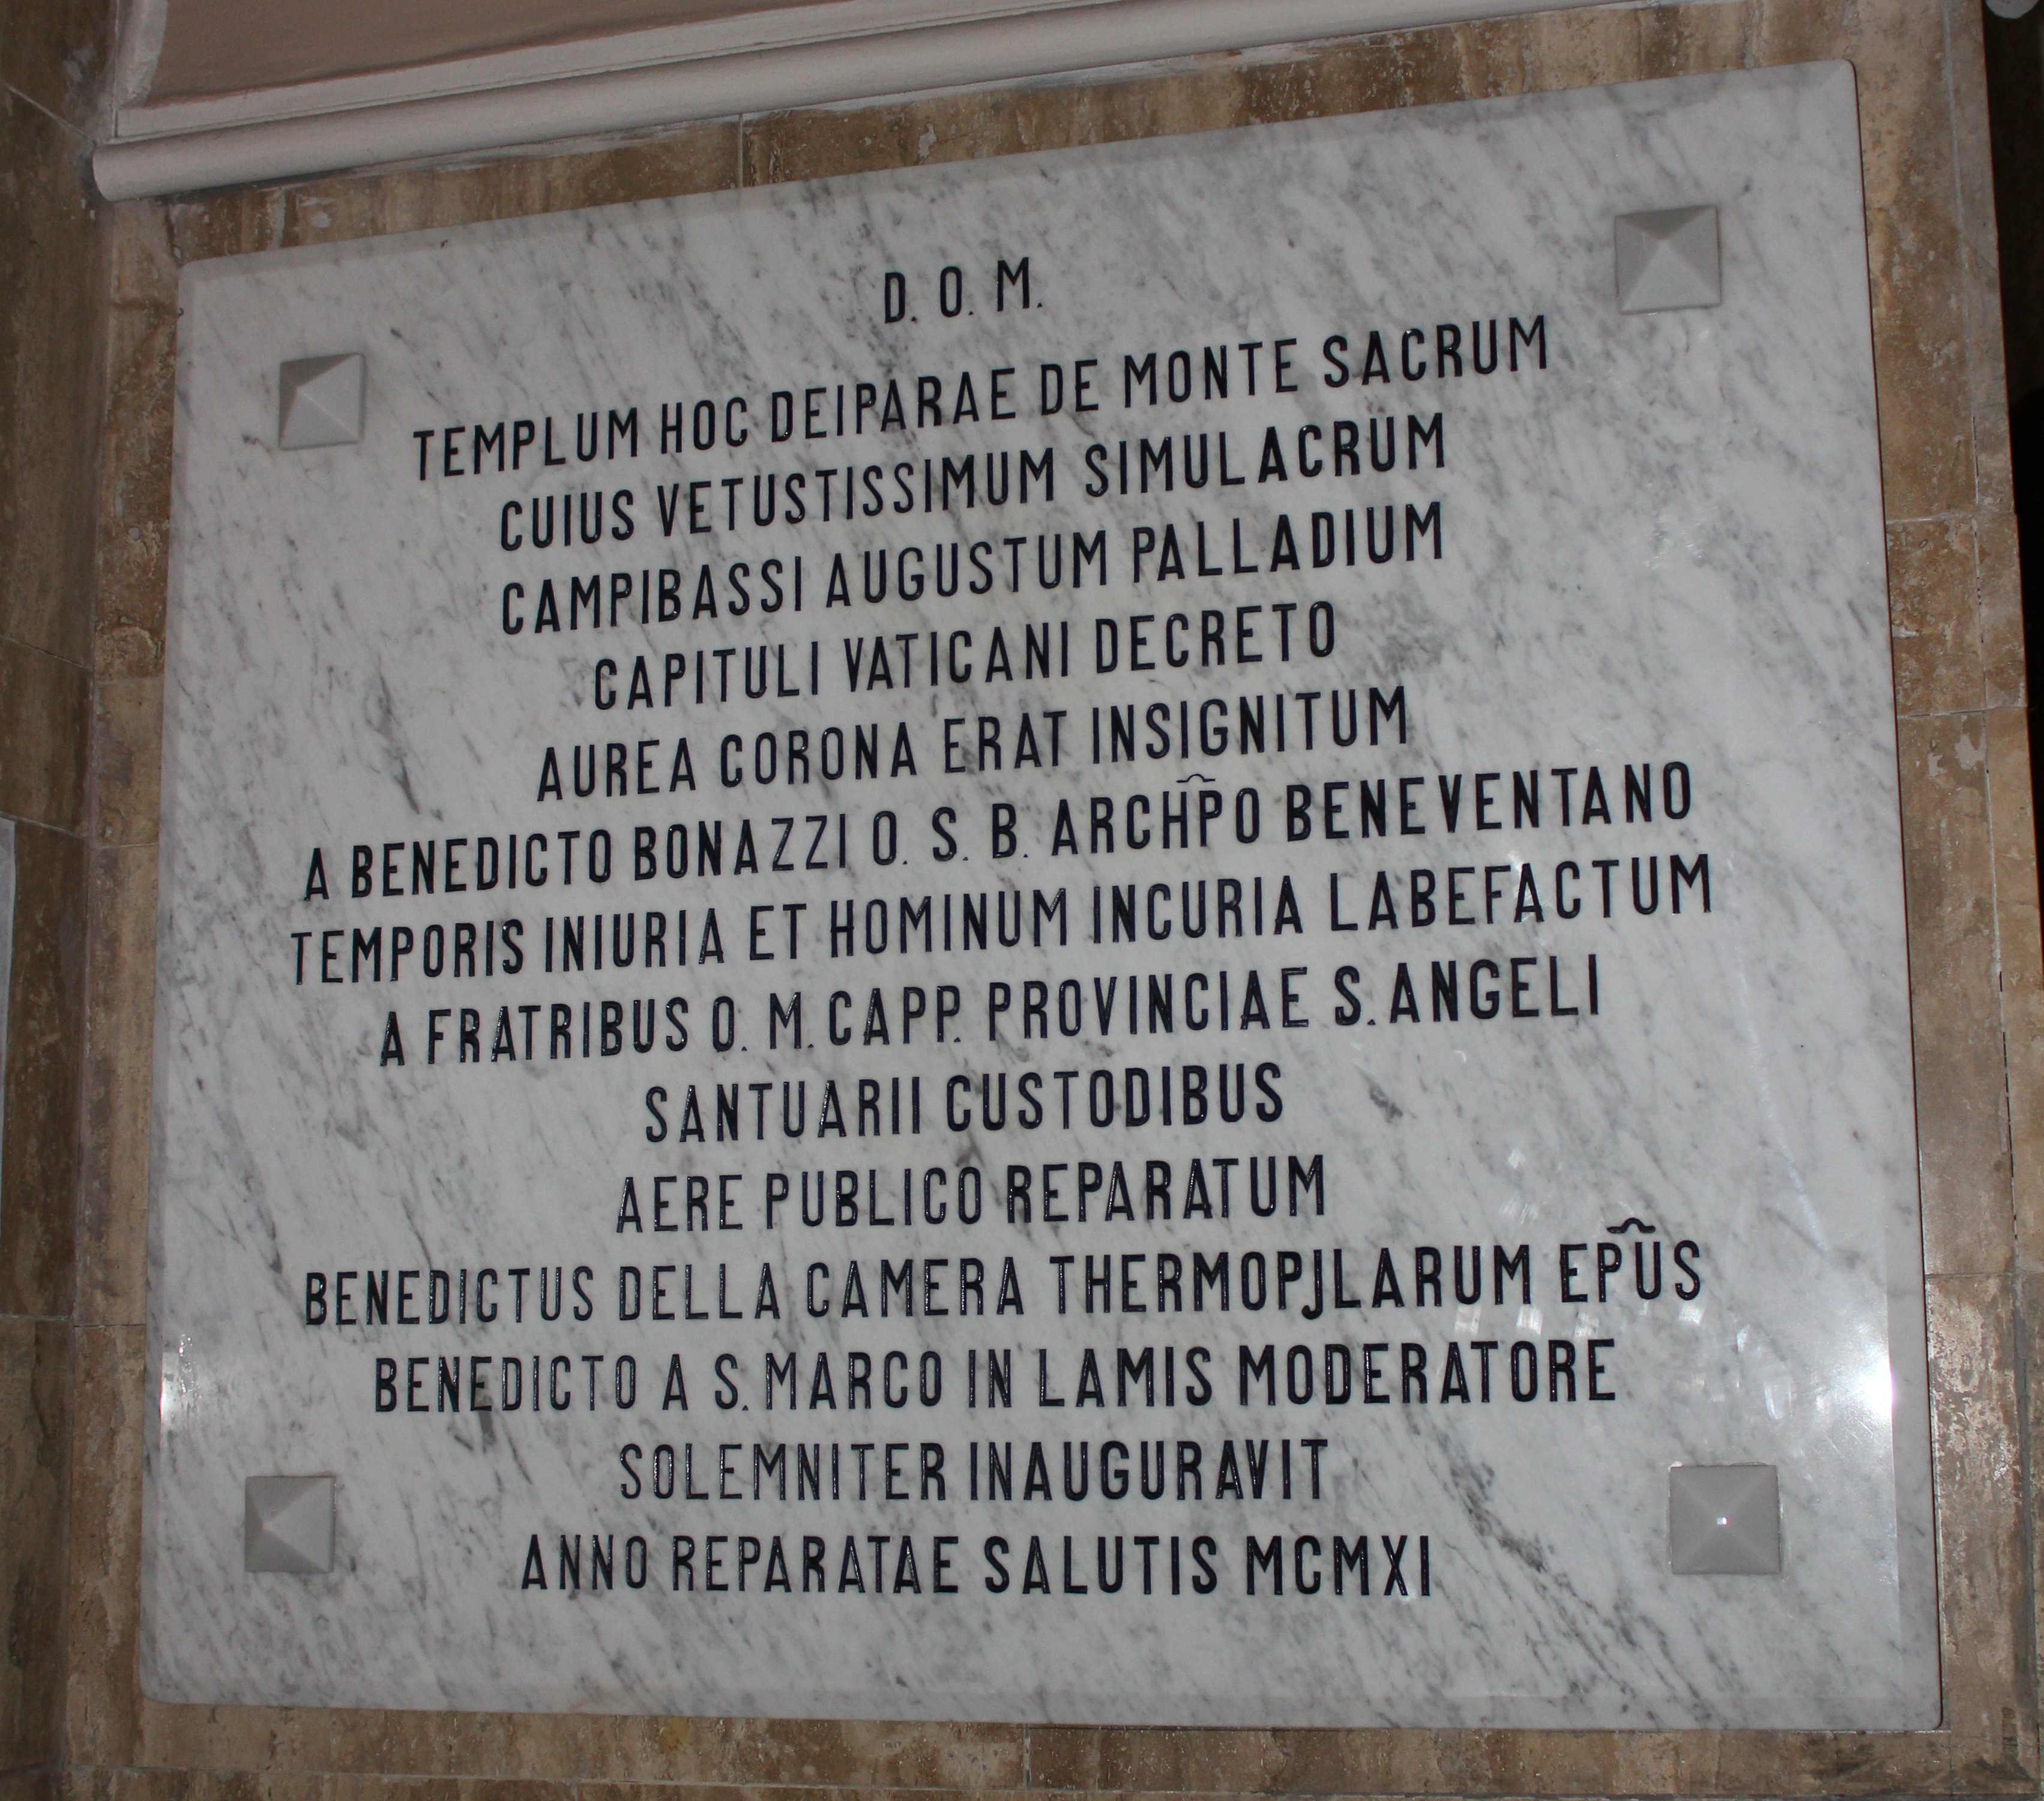 D. O. M.
TEMPLUM HOC DEIPARAE DE MONTE SACRUM
CUIUS VETUSTISSIMUM SIMULACRUM
CAMPIBASSI AUGUSTUM PALLADIUM
CAPITULI VATICANI DECRETO
AUREA CORONA ERAT INSIGNITUM
A BENEDICTO BONAZZI O. S. B. ARCHP̃O BENEVENTANO
TEMPORIS INIURIA ET HOMINUM INCURIA LABEFACTUM
A FRATRIBUS O. M. CAPP. PROVINCIAE S. ANGELI
SANTUARII CUSTODIBUS
AERE PUBLICO REPARATUM
BENEDICTUS DELLA CAMERA THERMOPJLARUM EPŨS
BENEDICTO A S. MARCO IN LAMIS MODERATORE
SOLEMNITER INAUGURAVIT
ANNO REPARATAE SALUTIS MCMXI